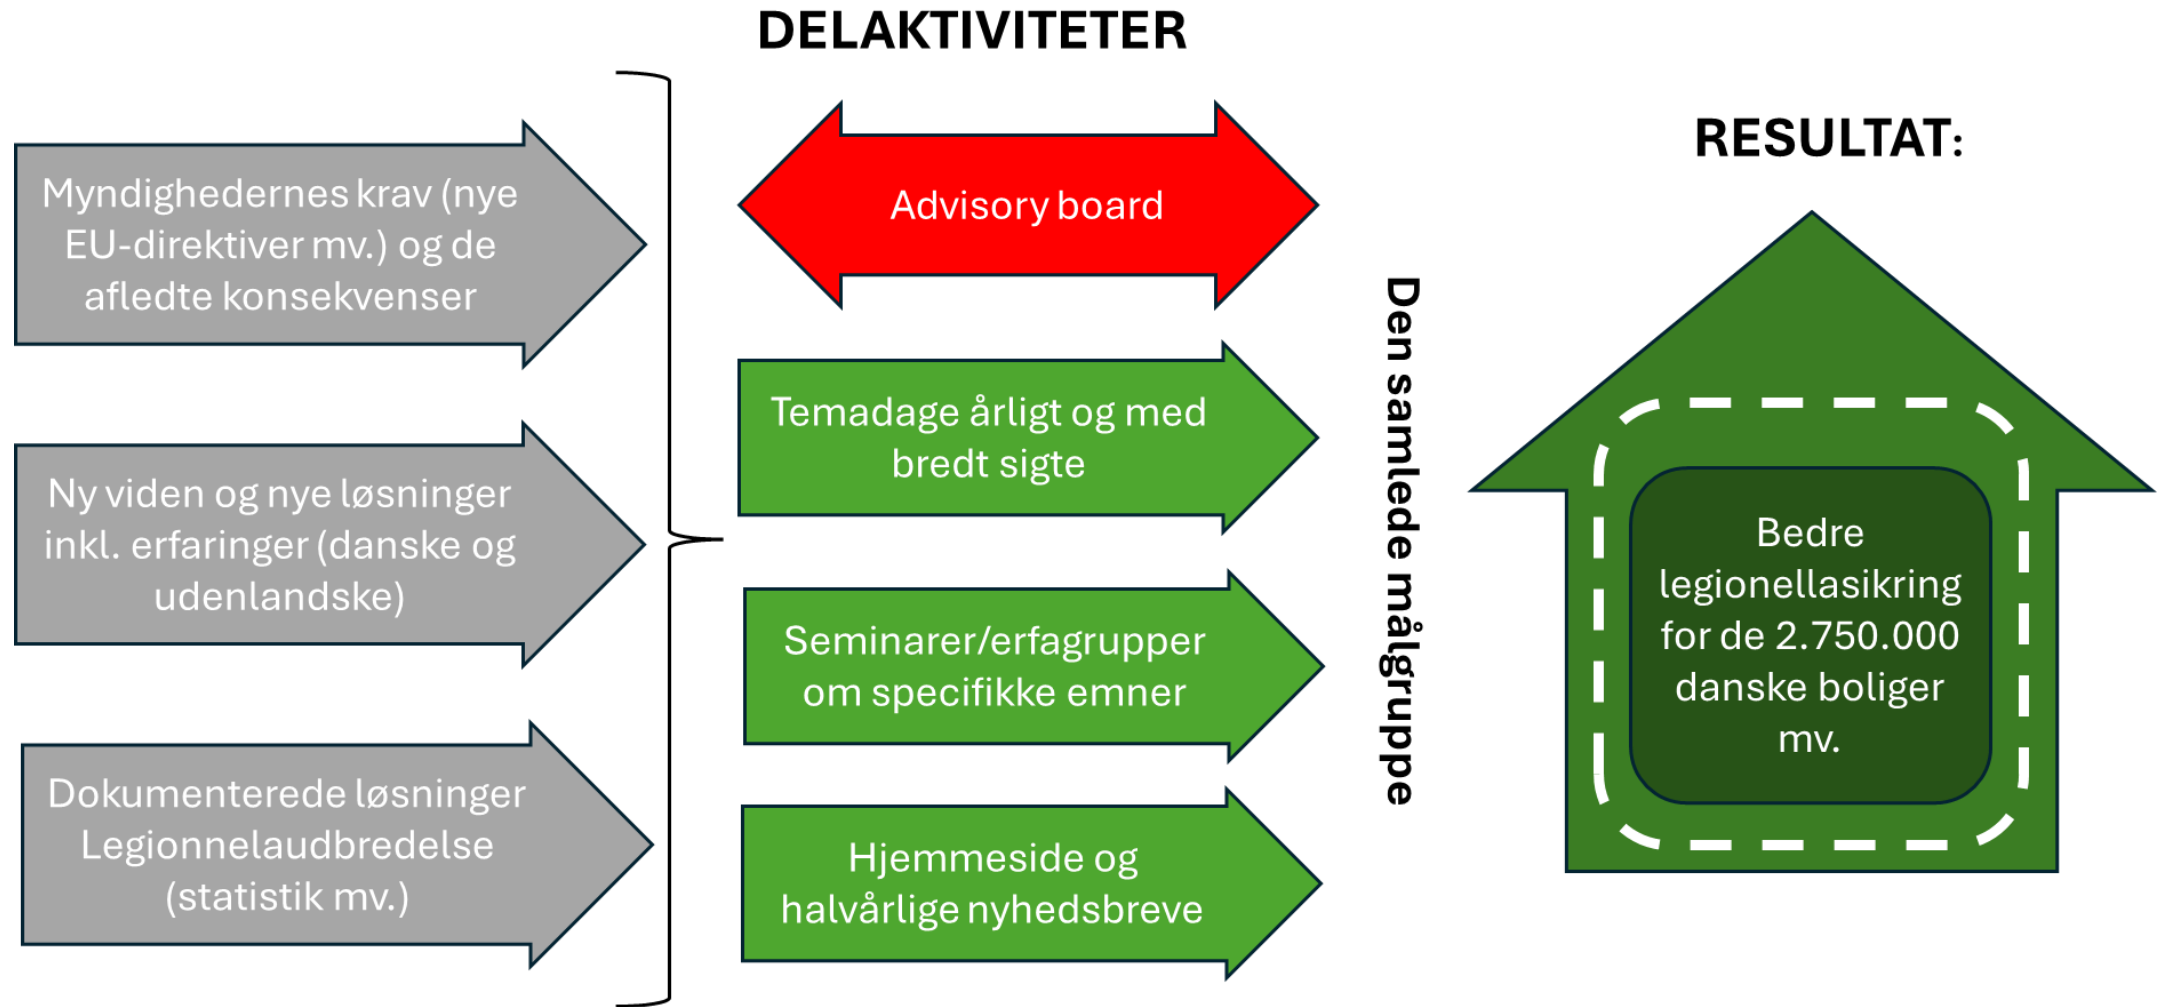 DELAKTIVITETER
Myndighedernes krav (nye
EU-direktiver mv.) og de
afledte konsekvenser
Ny viden og nye løsninger
inkl. erfaringer (danske og
udenlandske)
Dokumenterede løsninger
Legionnelaudbredelse
(statistik mv.)
Advisory board
Temadage årligt og med
bredt sigte
Seminarer/erfagrupper
om specifikke emner
Hjemmeside og
halvårlige nyhedsbreve
Den samlede målgruppe
RESULTAT:
Bedre
legionellasikring
for de 2.750.000
danske boliger
mv.